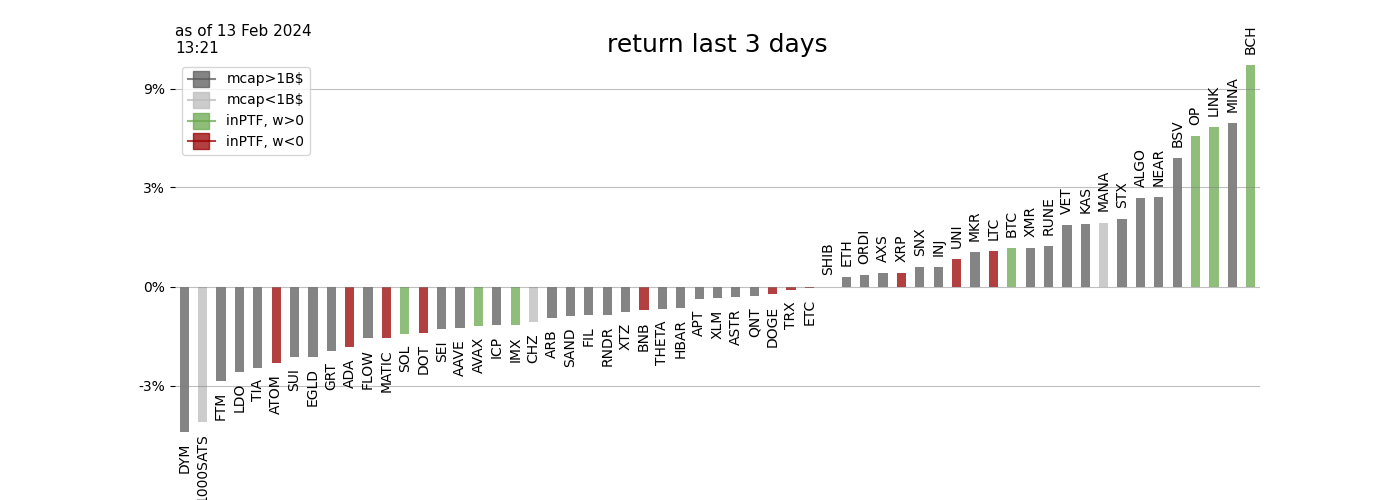 as of 13 Feb 2024
13:21
return last 3 days
mcap>1B$
mcap<1B$
inPTF, w>0
inPTF, w<0
9%
3%
0%
-3%
DYM
1000SATS
FTM
LDO
TIA
ATOM
SUI
EGLD
GRT
ADA
FLOW
MATIC
SOL
DOT
SEI
AAVE
AVAX
ICP
IMX
CHZ
ARB
SAND
FIL
RNDR
XTZ
BNB
THETA
HBAR
APT
XLM
ASTR
QNT
DOGE
TRX
ETC
SHIB
ETH
ORDI
AXS
XRP
SNX
INJ
UNI
MKR
LTC
BTC
XMR
RUNE
VET
KAS
MANA
STX
ALGO
NEAR
BSV
OP
LINK
MINA
BCH